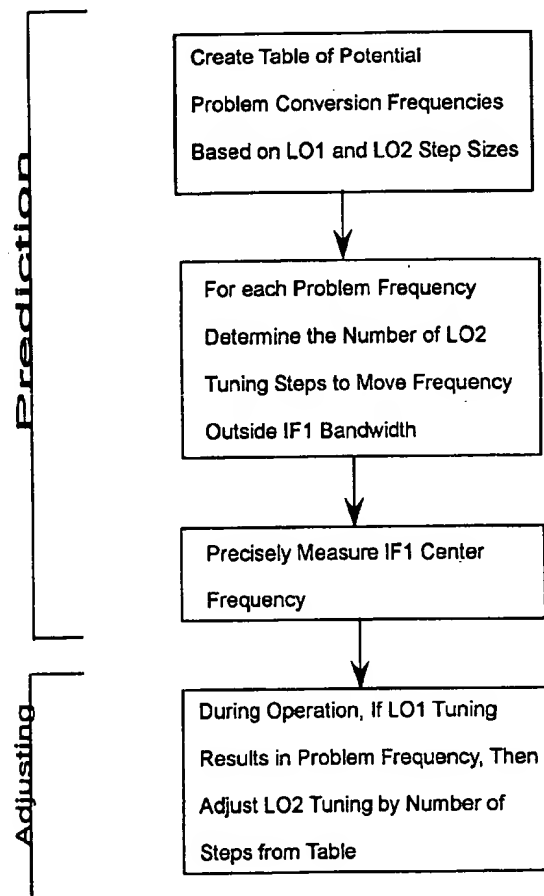 Prediction
Create Table of Potential
Problem Conversion Frequencies
Based on LO1 and LO2 Step Sizes
For each Problem Frequency
Determine the Number of LO2
Tuning Steps to Move Frequency
Outside IF1 Bandwidth
Precisely Measure IF1 Center
Frequency
Adjusting
During Operation, If LO1 Tuning
Results in Problem Frequency, Then
Adjust LO2 Tuning by Number of
Steps from Table